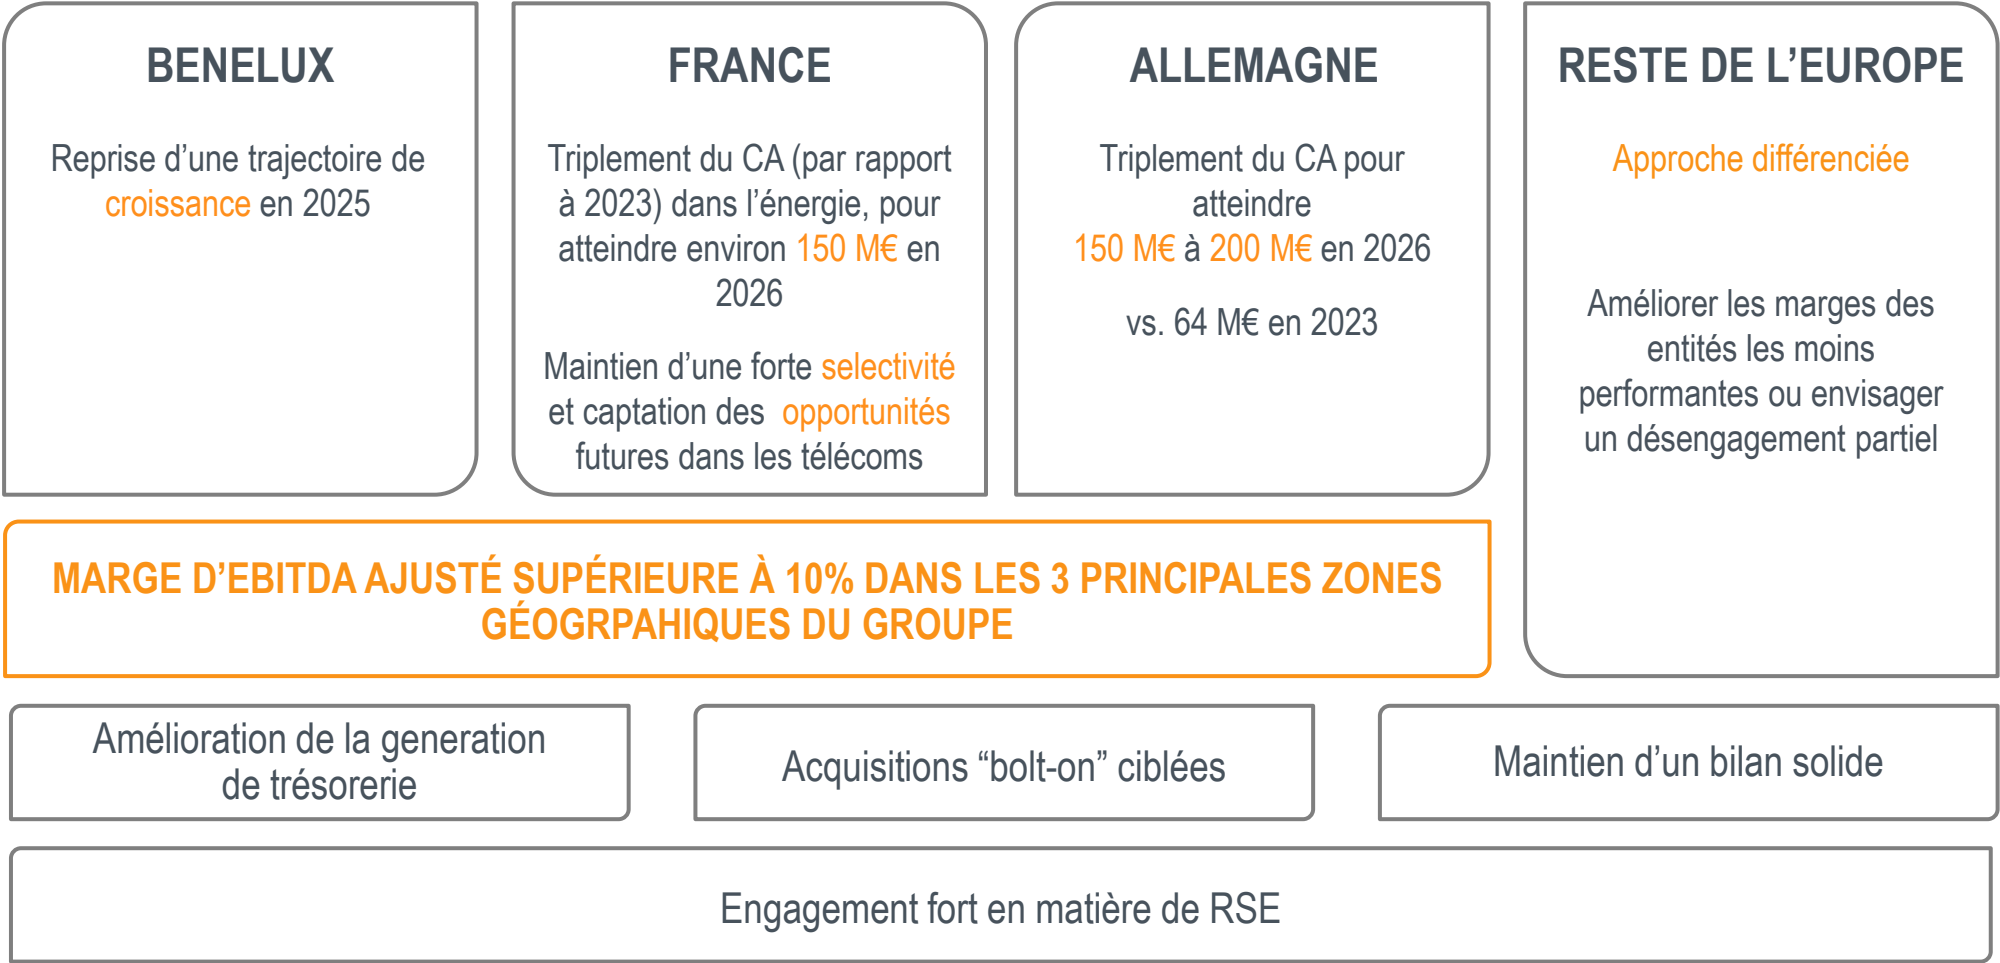 BENELUX
Reprise d’une trajectoire de
croissance en 2025
FRANCE
Triplement du CA (par rapport
à 2023) dans l’énergie, pour
atteindre environ 150 M€ en
2026
Maintien d’une forte selectivité
et captation des opportunités
futures dans les télécoms
ALLEMAGNE
Triplement du CA pour
atteindre
150 M€ à 200 M€ en 2026
vs. 64 M€ en 2023
RESTE DE L’EUROPE
Approche différenciée
Améliorer les marges des
entités les moins
performantes ou envisager
un désengagement partiel
MARGE D’EBITDA AJUSTÉ SUPÉRIEURE À 10% DANS LES 3 PRINCIPALES ZONES
GÉOGRPAHIQUES DU GROUPE
Amélioration de la generation
de trésorerie
Acquisitions “bolt-on” ciblées
Maintien d’un bilan solide
Engagement fort en matière de RSE